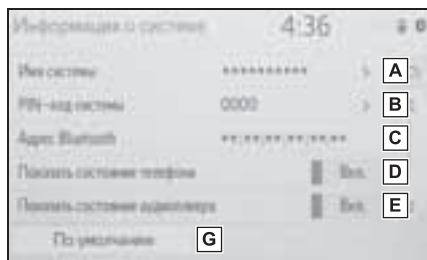 Информация о системе 4:36
Имя системы ********** A
PIN-код системы 0000 B
Адрес Bluetooth **:**:**:**:**:** C
Показать состояние телефона Вкл. D
Показать состояние аудиоплеера Вкл. E
По умолчанию G